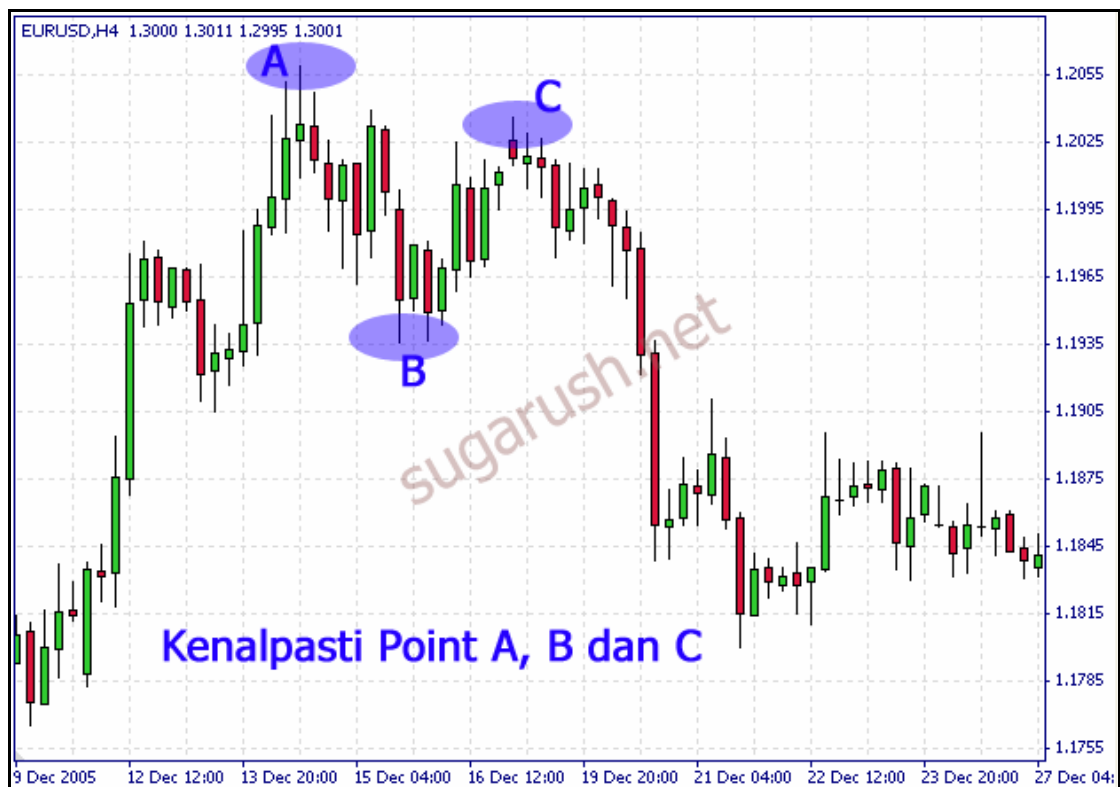 EURUSD,H4 1.3000 1.3011 1.2995 1.3001
A
C
B
1.2055
1.2025
1.1995
1.1965
1.1935
1.1905
1.1875
1.1845
1.1815
1.1785
1.1755
sugarush.net
Kenalpasti Point A, B dan C
9 Dec 2005 12 Dec 12:00 13 Dec 20:00 15 Dec 04:00 16 Dec 12:00 19 Dec 20:00 21 Dec 04:00 22 Dec 12:00 23 Dec 20:00 27 Dec 04: